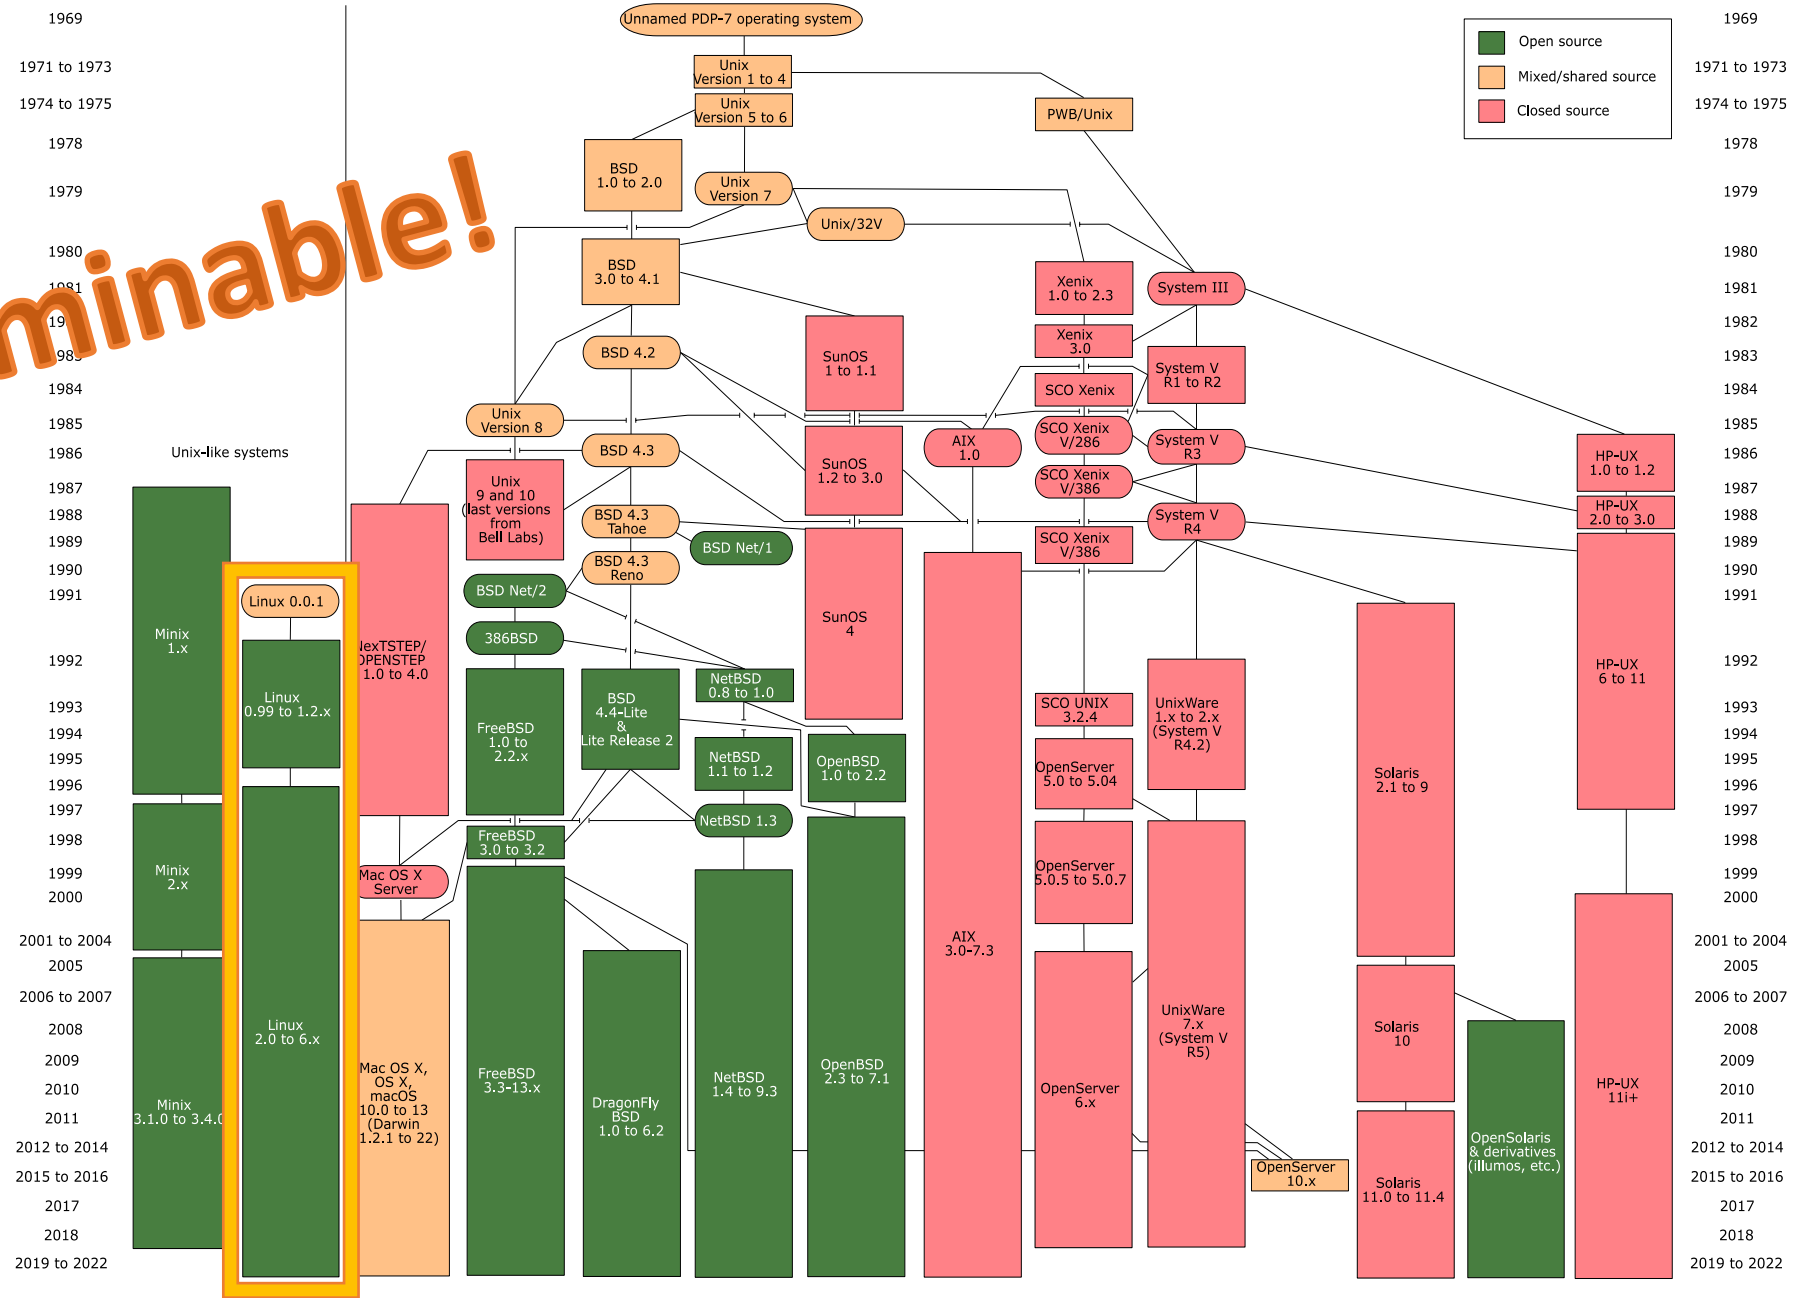 1969
1971 to 1973
1974 to 1975
1978
1979
1980
1981
19
1983
1984
1985
1986
1987
1988
1989
1990
1991
1992
1993
1994
1995
1996
1997
1998
1999
2000
2001 to 2004
2005
2006 to 2007
2008
2009
2010
2011
2012 to 2014
2015 to 2016
2017
2018
2019 to 2022
minable!
Unix-like systems
Minix
1.x
Minix
2.x
Minix
3.1.0 to 3.4.0
Linux 0.0.1
Linux
0.99 to 1.2.x
Linux
2.0 to 6.x
NexTSTEP/
OPENSTEP
1.0 to 4.0
Mac OS X
Server
Mac OS X,
OS X,
macOS
10.0 to 13
(Darwin
1.2.1 to 22)
Unnamed PDP-7 operating system
Unix
Version 1 to 4
Unix
Version 5 to 6
BSD
1.0 to 2.0
Unix
Version 7
Unix/32V
BSD
3.0 to 4.1
BSD 4.2
Unix
Version 8
BSD 4.3
Unix
9 and 10
(last versions
from
Bell Labs)
BSD 4.3
Tahoe
BSD Net/1
BSD 4.3
Reno
BSD Net/2
386BSD
FreeBSD
1.0 to
2.2.x
BSD
4.4-Lite
&
Lite Release 2
NetBSD
0.8 to 1.0
NetBSD
1.1 to 1.2
OpenBSD
1.0 to 2.2
NetBSD 1.3
FreeBSD
3.0 to 3.2
FreeBSD
3.3-13.x
DragonFly
BSD
1.0 to 6.2
NetBSD
1.4 to 9.3
OpenBSD
2.3 to 7.1
SunOS
1 to 1.1
SunOS
1.2 to 3.0
SunOS
4
AIX
1.0
AIX
3.0-7.3
PWB/Unix
Xenix
1.0 to 2.3
Xenix
3.0
SCO Xenix
SCO Xenix
V/286
SCO Xenix
V/386
SCO Xenix
V/386
SCO UNIX
3.2.4
OpenServer
5.0 to 5.04
OpenServer
5.0.5 to 5.0.7
OpenServer
6.x
System III
System V
R1 to R2
System V
R3
System V
R4
UnixWare
1.x to 2.x
(System V
R4.2)
UnixWare
7.x
(System V
R5)
OpenServer
10.x
Solaris
2.1 to 9
Solaris
10
Solaris
11.0 to 11.4
OpenSolaris
& derivatives
(illumos, etc.)
HP-UX
1.0 to 1.2
HP-UX
2.0 to 3.0
HP-UX
6 to 11
HP-UX
11i+
Open source
Mixed/shared source
Closed source
1969
1971 to 1973
1974 to 1975
1978
1979
1980
1981
1982
1983
1984
1985
1986
1987
1988
1989
1990
1991
1992
1993
1994
1995
1996
1997
1998
1999
2000
2001 to 2004
2005
2006 to 2007
2008
2009
2010
2011
2012 to 2014
2015 to 2016
2017
2018
2019 to 2022